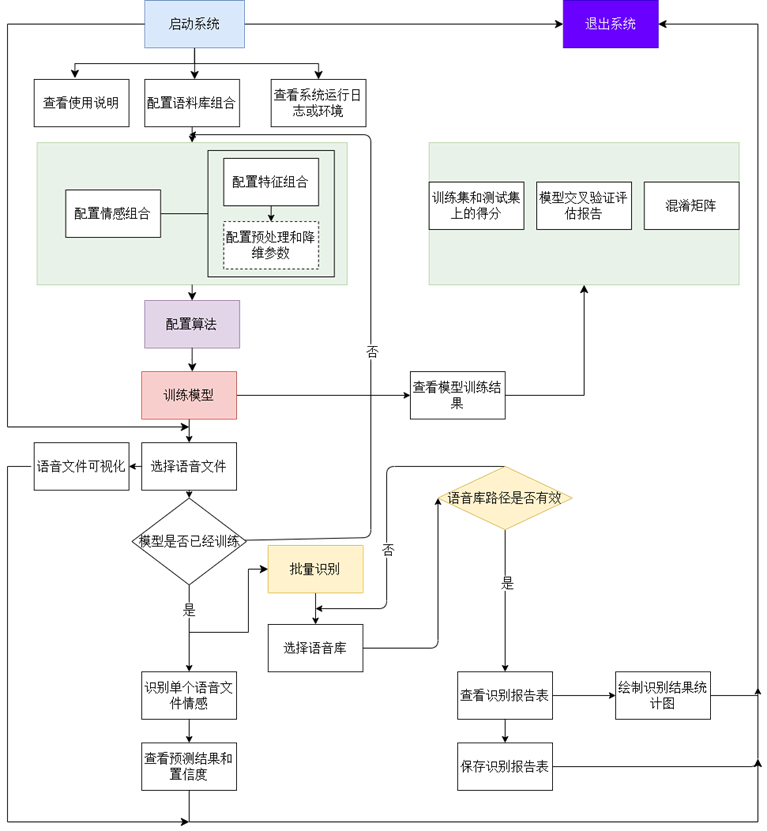 启动系统
退出系统
查看使用说明
配置语料库组合
查看系统运行日
志或环境
配置特征组合
配置情感组合
配置预处理和降
维参数
训练集和测试集
上的得分
模型交叉验证评
估报告
混淆矩阵
配置算法
否
训练模型
查看模型训练结
果
语音文件可视化
选择语音文件
语音库路径是否有效
模型是否已经训练
否
批量识别
是
是
选择语音库
识别单个语音文
件情感
查看识别报告表
绘制识别结果统
计图
查看预测结果和
置信度
保存识别报告表